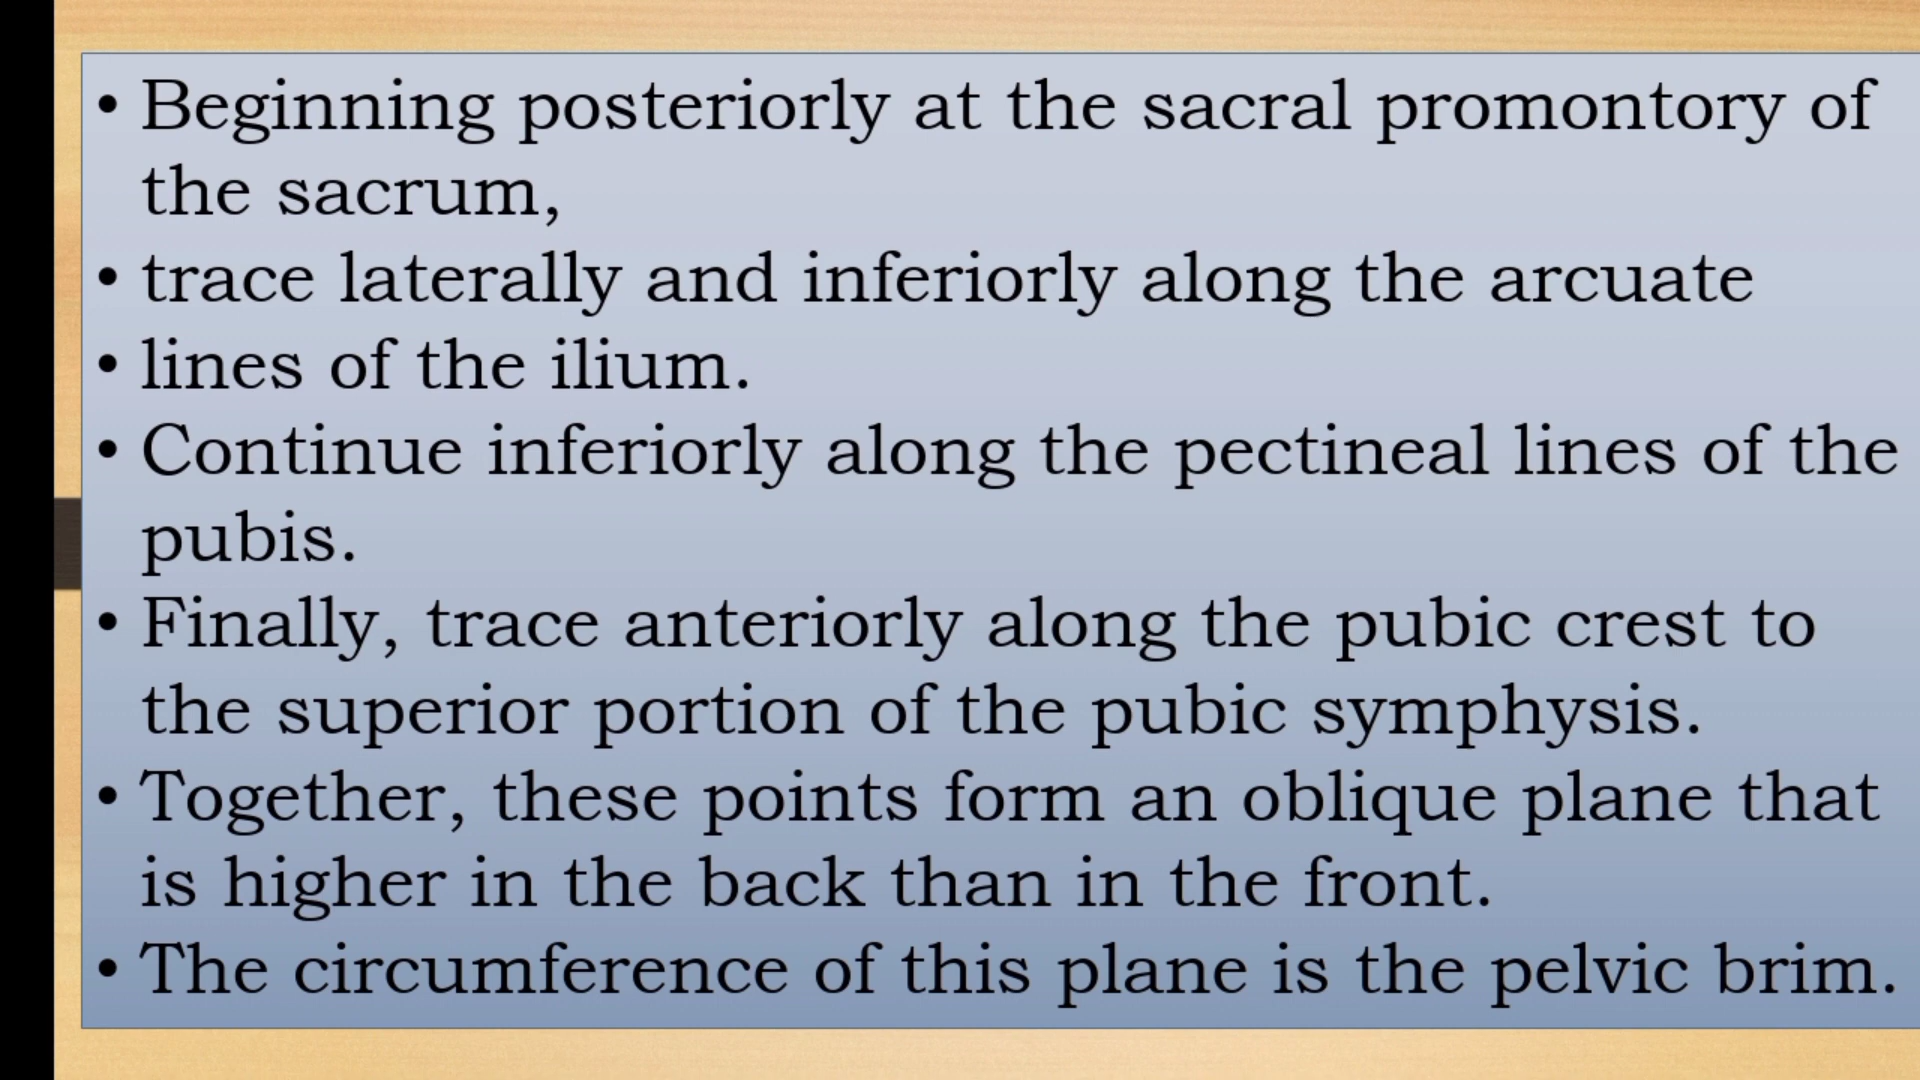 • Beginning posteriorly at the sacral promontory of
the sacrum,
• trace laterally and inferiorly along the arcuate
• lines of the ilium.
• Continue inferiorly along the pectineal lines of the
pubis.
• Finally, trace anteriorly along the pubic crest to
the superior portion of the pubic symphysis.
• Together, these points form an oblique plane that
is higher in the back than in the front.
• The circumference of this plane is the pelvic brim.